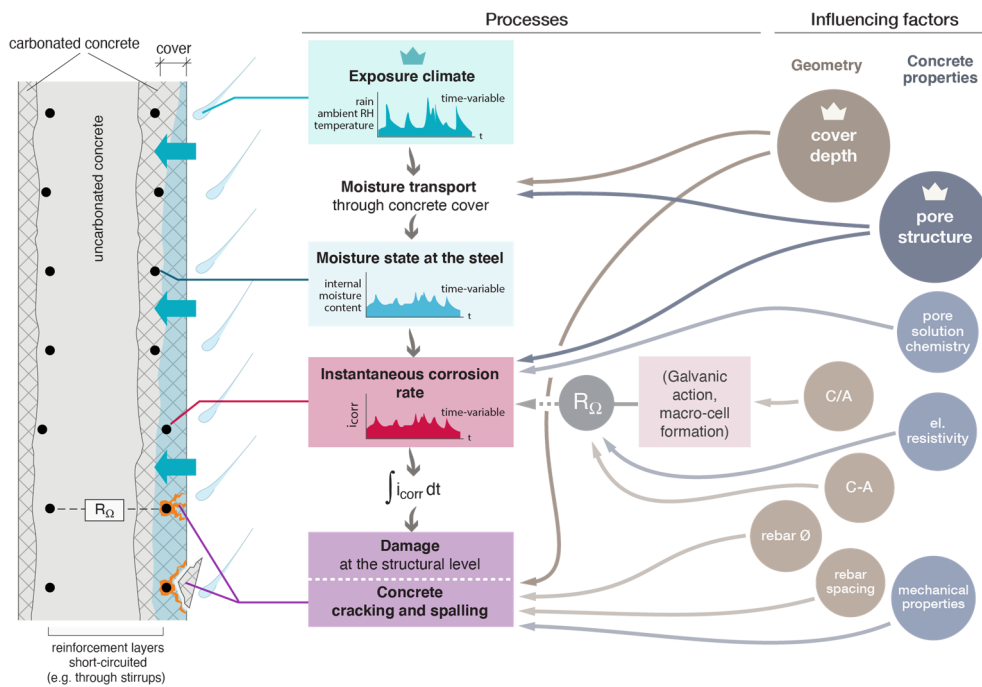 Processes
Influencing factors
carbonated concrete
cover
uncarbonated concrete
RΩ
reinforcement layers
short-circuited
(e.g. through stirrups)
Exposure climate
rain
ambient RH
temperature
time-variable
t
Moisture transport
through concrete cover
Moisture state at the steel
internal
moisture
content
time-variable
t
Instantaneous corrosion
rate
icorr
time-variable
t
∫ icorr dt
Damage
at the structural level
Concrete
cracking and spalling
RΩ
(Galvanic
action,
macro-cell
formation)
Geometry
Concrete
properties
cover
depth
pore
structure
pore
solution
chemistry
C/A
el.
resistivity
C-A
rebar Ø
rebar
spacing
mechanical
properties